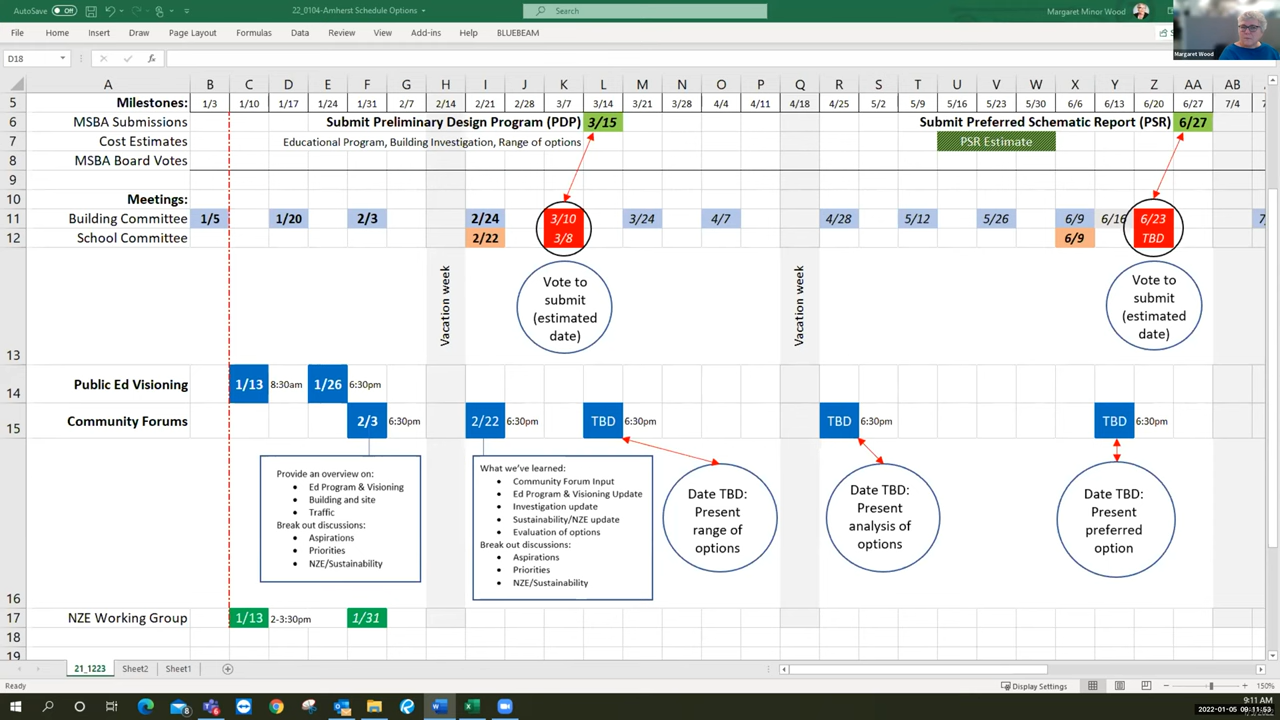 AutoSave Off
22_0104-Amherst Schedule Options
Search
Margaret Minor Wood
File Home Insert Draw Page Layout Formulas Data Review View Add-ins Help BLUEBEAM
Margaret Wood
D18 fx
A B C D E F G H I J K L M N O P Q R S T U V W X Y Z AA AB
5 Milestones: 1/3 1/10 1/17 1/24 1/31 2/7 2/14 2/21 2/28 3/7 3/14 3/21 3/28 4/4 4/11 4/18 4/25 5/2 5/9 5/16 5/23 5/30 6/6 6/13 6/20 6/27 7/4
6 MSBA Submissions Submit Preliminary Design Program (PDP) 3/15 Submit Preferred Schematic Report (PSR) 6/27
7 Cost Estimates Educational Program, Building Investigation, Range of options PSR Estimate
8 MSBA Board Votes
9
10 Meetings:
11 Building Committee 1/5 1/20 2/3 2/24 3/10 3/24 4/7 4/28 5/12 5/26 6/9 6/16 6/23 7/
12 School Committee 2/22 3/8 6/9 TBD
13
Vacation week
Vote to
submit
(estimated
date)
Vacation week
Vote to
submit
(estimated
date)
14 Public Ed Visioning 1/13 8:30am 1/26 6:30pm
15 Community Forums 2/3 6:30pm 2/22 6:30pm TBD 6:30pm TBD 6:30pm TBD 6:30pm
16
Provide an overview on:
• Ed Program & Visioning
• Building and site
• Traffic
Break out discussions:
• Aspirations
• Priorities
• NZE/Sustainability
What we've learned:
• Community Forum Input
• Ed Program & Visioning Update
• Investigation update
• Sustainability/NZE update
• Evaluation of options
Break out discussions:
• Aspirations
• Priorities
• NZE/Sustainability
Date TBD:
Present
range of
options
Date TBD:
Present
analysis of
options
Date TBD:
Present
preferred
option
17 NZE Working Group 1/13 2-3:30pm 1/31
18
19
21_1223 Sheet2 Sheet1
Ready
Display Settings
150%
9:11 AM
2022-01-05 09:11:53